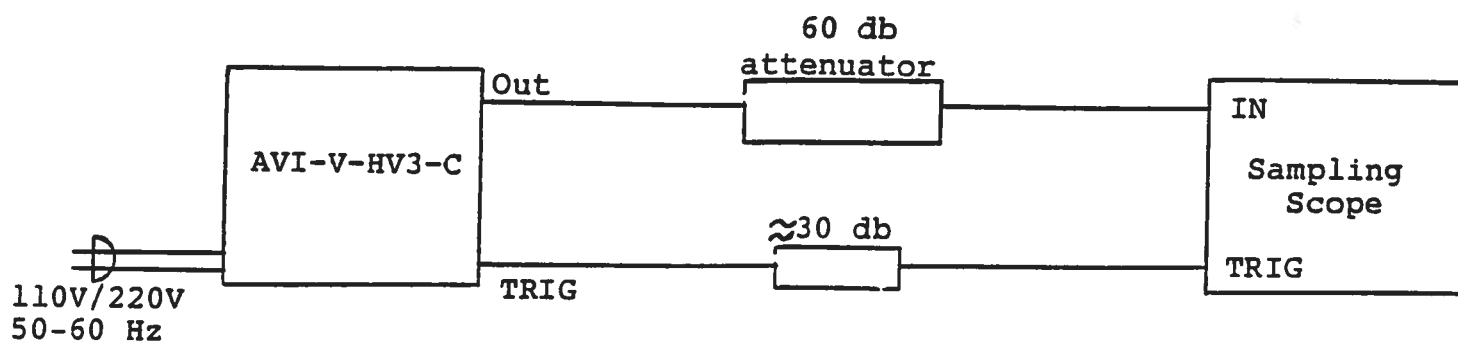 60 db
attenuator
Out
IN
AVI-V-HV3-C
Sampling
Scope
≈30 db
TRIG
TRIG
110V/220V
50-60 Hz